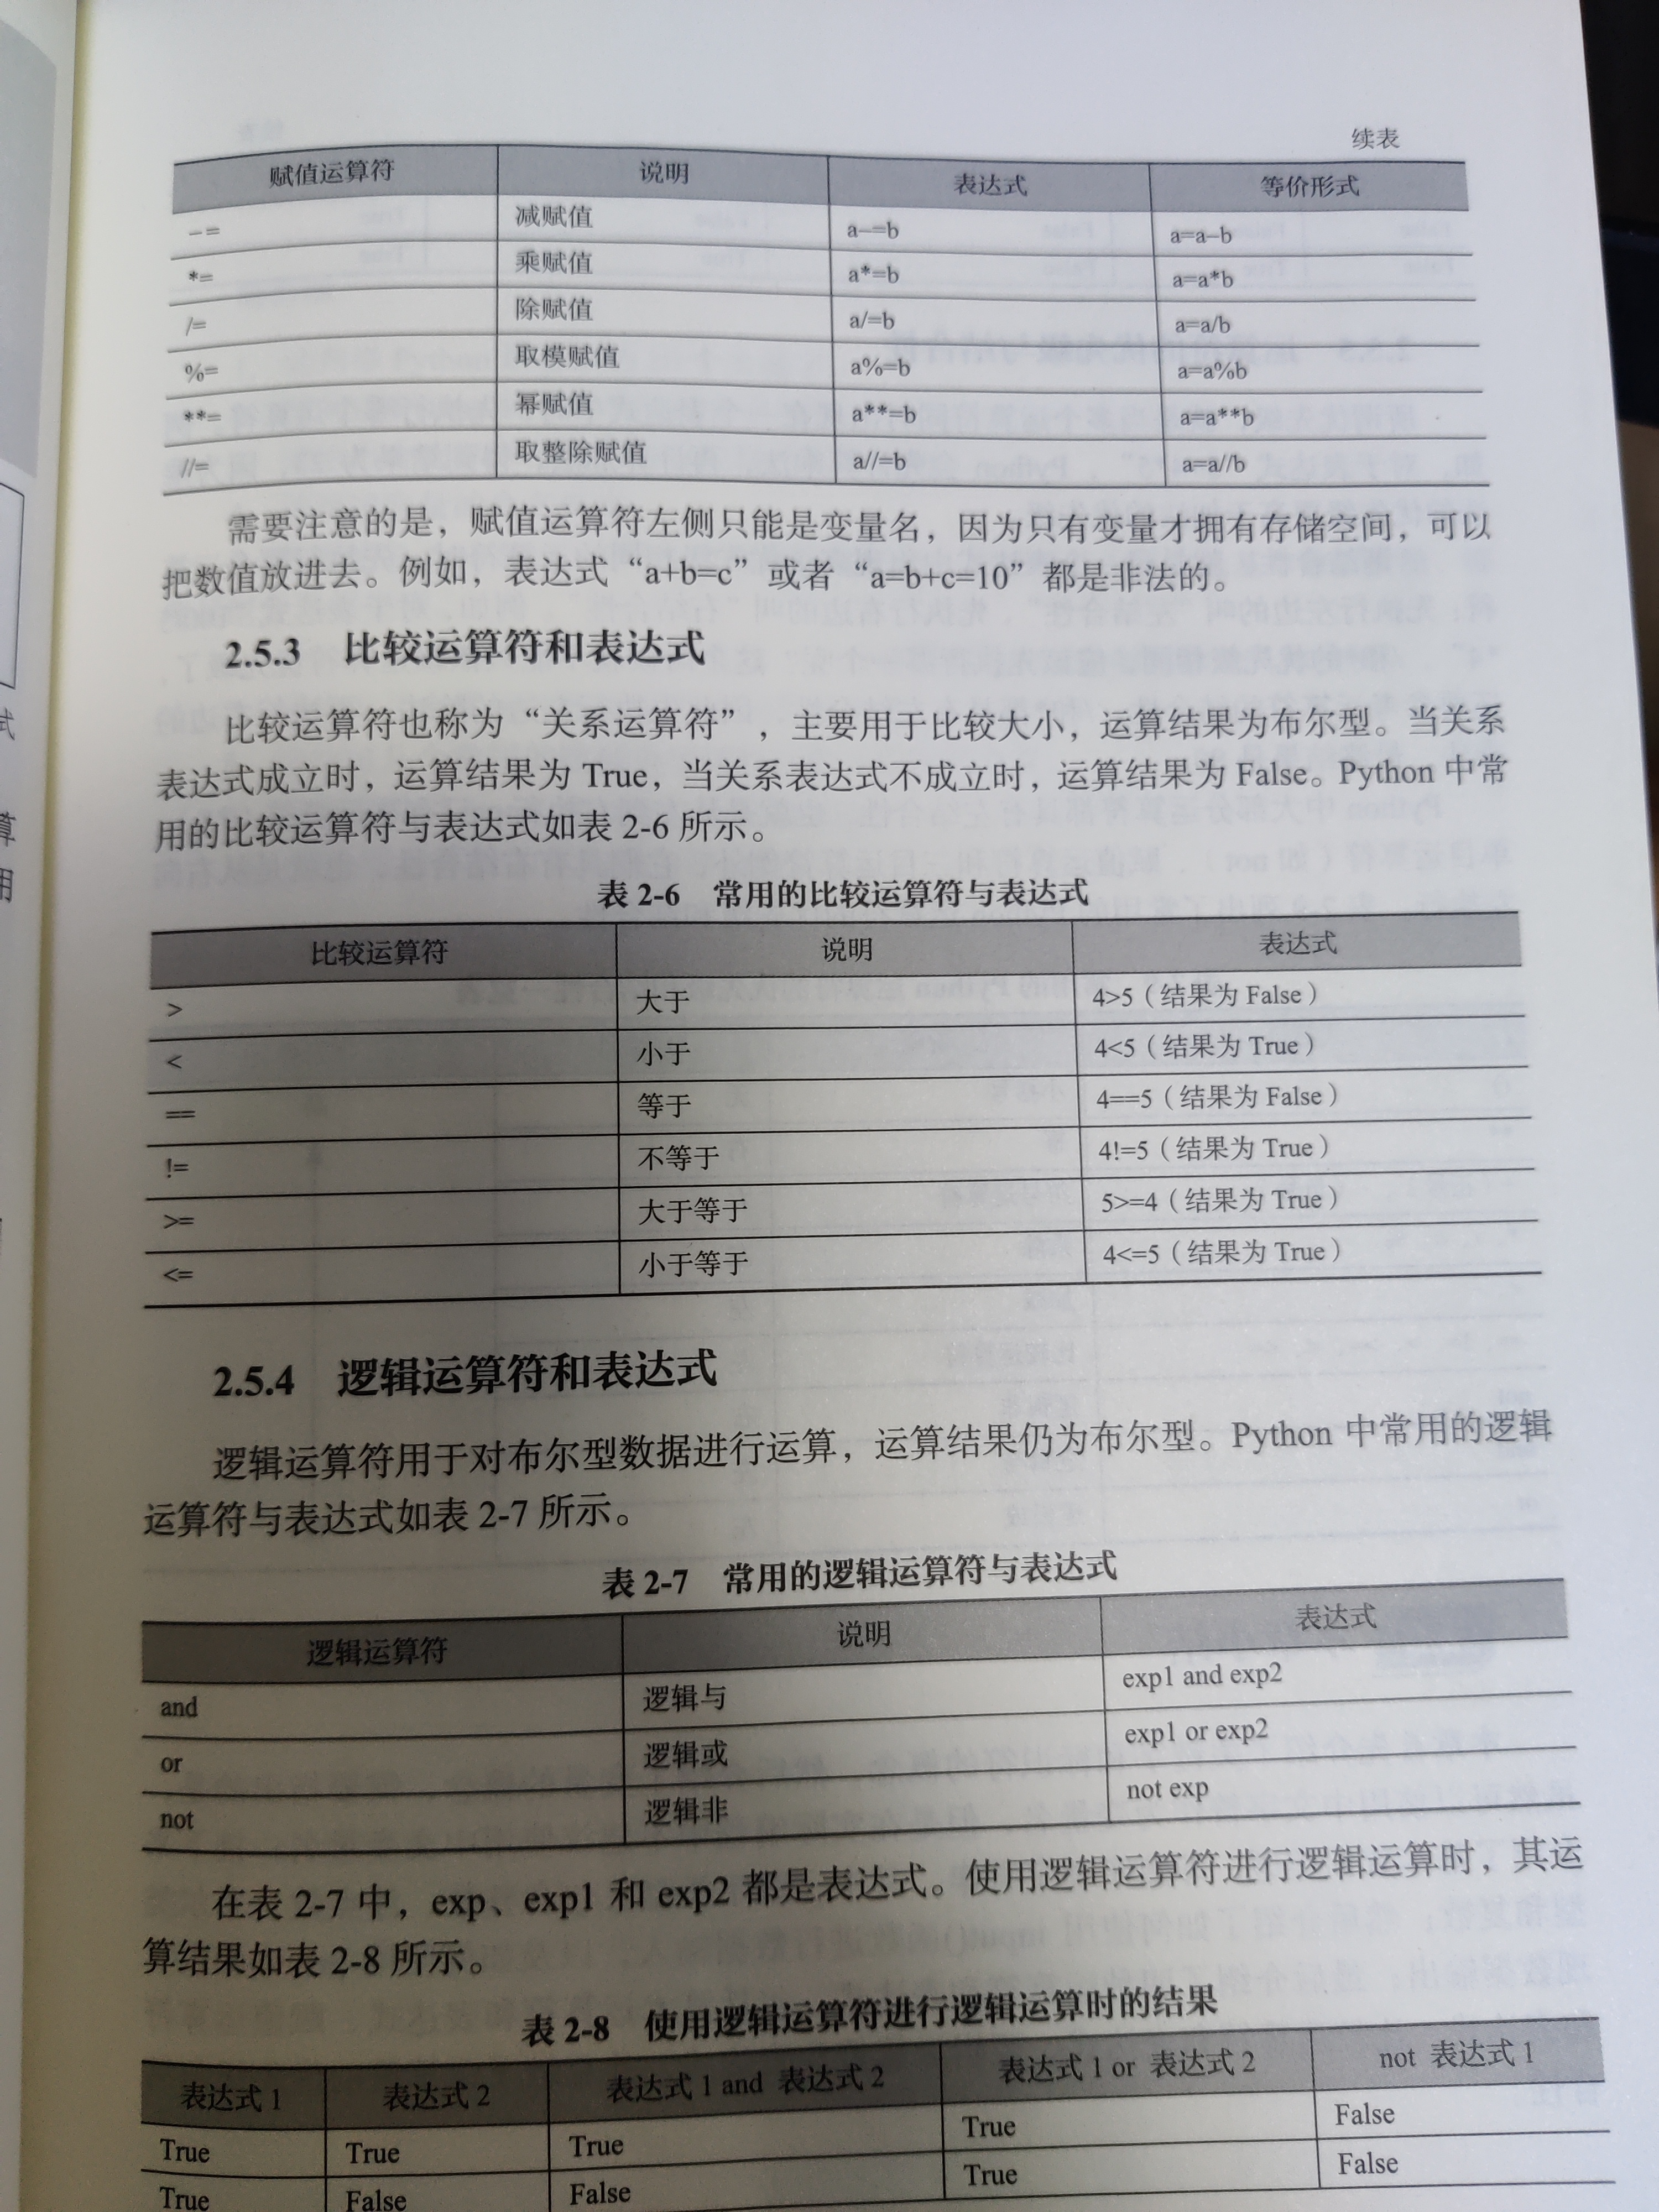 续表
赋值运算符 说明 表达式 等价形式
-= 减赋值 a-=b a=a-b
*= 乘赋值 a*=b a=a*b
/= 除赋值 a/=b a=a/b
%= 取模赋值 a%=b a=a%b
**= 幂赋值 a**=b a=a**b
//= 取整除赋值 a//=b a=a//b
需要注意的是，赋值运算符左侧只能是变量名，因为只有变量才拥有存储空间，可以
把数值放进去。例如，表达式“a+b=c”或者“a=b+c=10”都是非法的。
2.5.3 比较运算符和表达式
比较运算符也称为“关系运算符”，主要用于比较大小，运算结果为布尔型。当关系
表达式成立时，运算结果为 True，当关系表达式不成立时，运算结果为 False。Python 中常
用的比较运算符与表达式如表 2-6 所示。
表 2-6 常用的比较运算符与表达式
比较运算符 说明 表达式
> 大于 4>5（结果为 False）
< 小于 4<5（结果为 True）
== 等于 4==5（结果为 False）
!= 不等于 4!=5（结果为 True）
>= 大于等于 5>=4（结果为 True）
<= 小于等于 4<=5（结果为 True）
2.5.4 逻辑运算符和表达式
逻辑运算符用于对布尔型数据进行运算，运算结果仍为布尔型。Python 中常用的逻辑
运算符与表达式如表 2-7 所示。
表 2-7 常用的逻辑运算符与表达式
逻辑运算符 说明 表达式
and 逻辑与 exp1 and exp2
or 逻辑或 exp1 or exp2
not 逻辑非 not exp
在表 2-7 中，exp、exp1 和 exp2 都是表达式。使用逻辑运算符进行逻辑运算时，其运
算结果如表 2-8 所示。
表 2-8 使用逻辑运算符进行逻辑运算时的结果
表达式 1 表达式 2 表达式 1 and 表达式 2 表达式 1 or 表达式 2 not 表达式 1
True True True True False
True False False True False
式
算
用